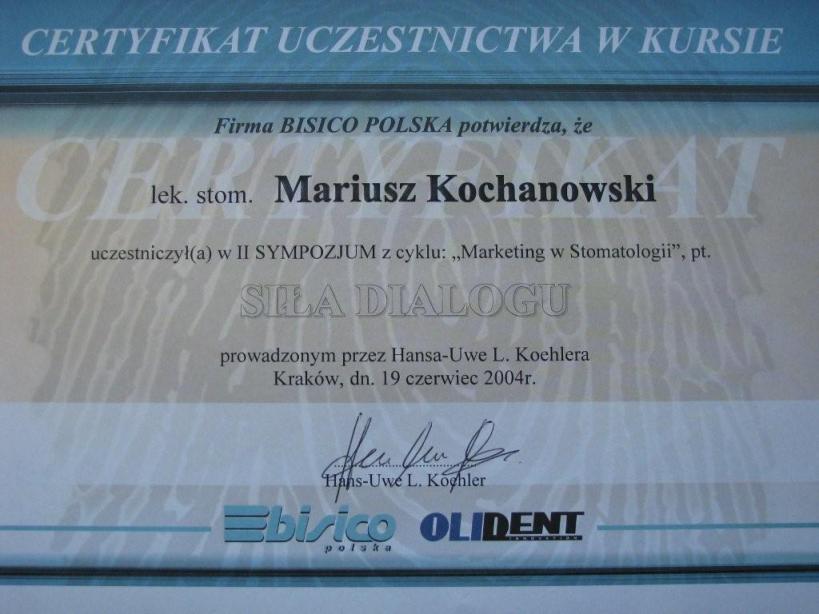 CERTYFIKAT UCZESTNICTWA W KURSIE
Firma BISICO POLSKA potwierdza, że
CERTYFIKAT
lek. stom. Mariusz Kochanowski
uczestniczył(a) w II SYMPOZJUM z cyklu: „Marketing w Stomatologii”, pt.
SIŁA DIALOGU
prowadzonym przez Hansa-Uwe L. Koehlera
Kraków, dn. 19 czerwiec 2004r.
Hans-Uwe L. Koehler
bisico OLIDENT
polska INNOVATION